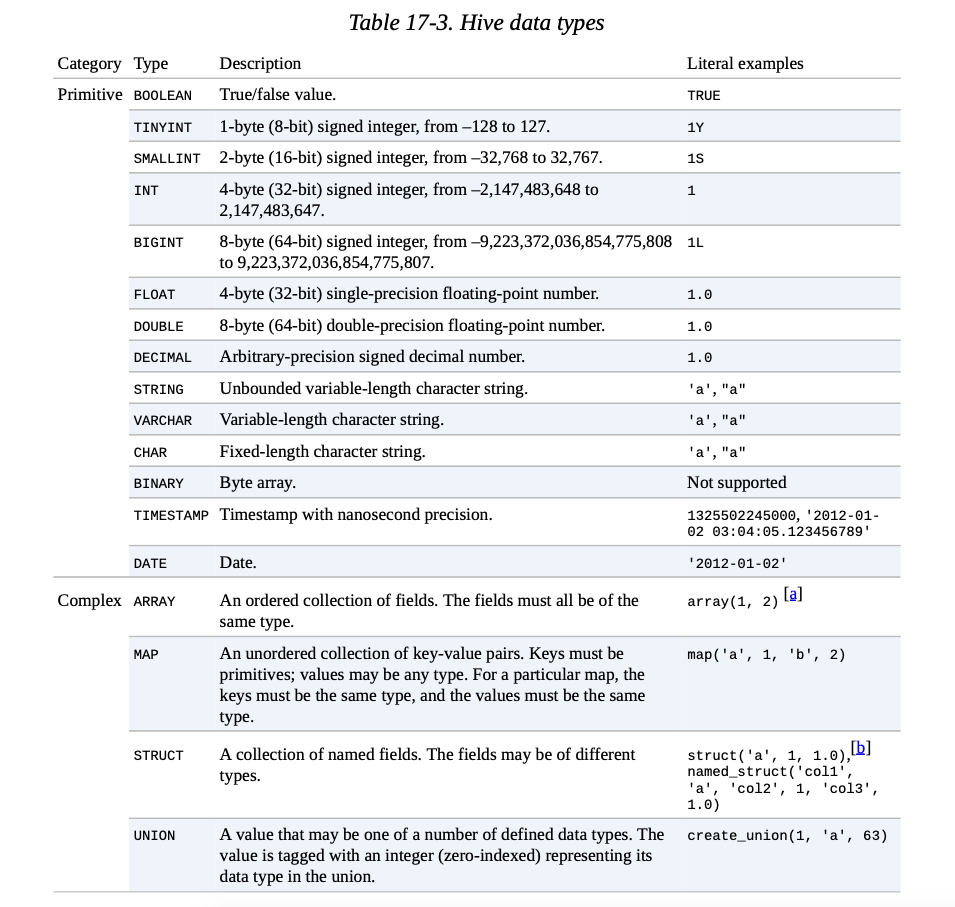 Table 17-3. Hive data types
Category Type Description Literal examples
Primitive BOOLEAN True/false value. TRUE
TINYINT 1-byte (8-bit) signed integer, from –128 to 127. 1Y
SMALLINT 2-byte (16-bit) signed integer, from –32,768 to 32,767. 1S
INT 4-byte (32-bit) signed integer, from –2,147,483,648 to 1
2,147,483,647.
BIGINT 8-byte (64-bit) signed integer, from –9,223,372,036,854,775,808 1L
to 9,223,372,036,854,775,807.
FLOAT 4-byte (32-bit) single-precision floating-point number. 1.0
DOUBLE 8-byte (64-bit) double-precision floating-point number. 1.0
DECIMAL Arbitrary-precision signed decimal number. 1.0
STRING Unbounded variable-length character string. 'a', "a"
VARCHAR Variable-length character string. 'a', "a"
CHAR Fixed-length character string. 'a', "a"
BINARY Byte array. Not supported
TIMESTAMP Timestamp with nanosecond precision. 1325502245000, '2012-01-
02 03:04:05.123456789'
DATE Date. '2012-01-02'
Complex ARRAY An ordered collection of fields. The fields must all be of the array(1, 2) [a]
same type.
MAP An unordered collection of key-value pairs. Keys must be map('a', 1, 'b', 2)
primitives; values may be any type. For a particular map, the
keys must be the same type, and the values must be the same
type.
STRUCT A collection of named fields. The fields may be of different struct('a', 1, 1.0),[b]
types. named_struct('col1',
'a', 'col2', 1, 'col3',
1.0)
UNION A value that may be one of a number of defined data types. The create_union(1, 'a', 63)
value is tagged with an integer (zero-indexed) representing its
data type in the union.